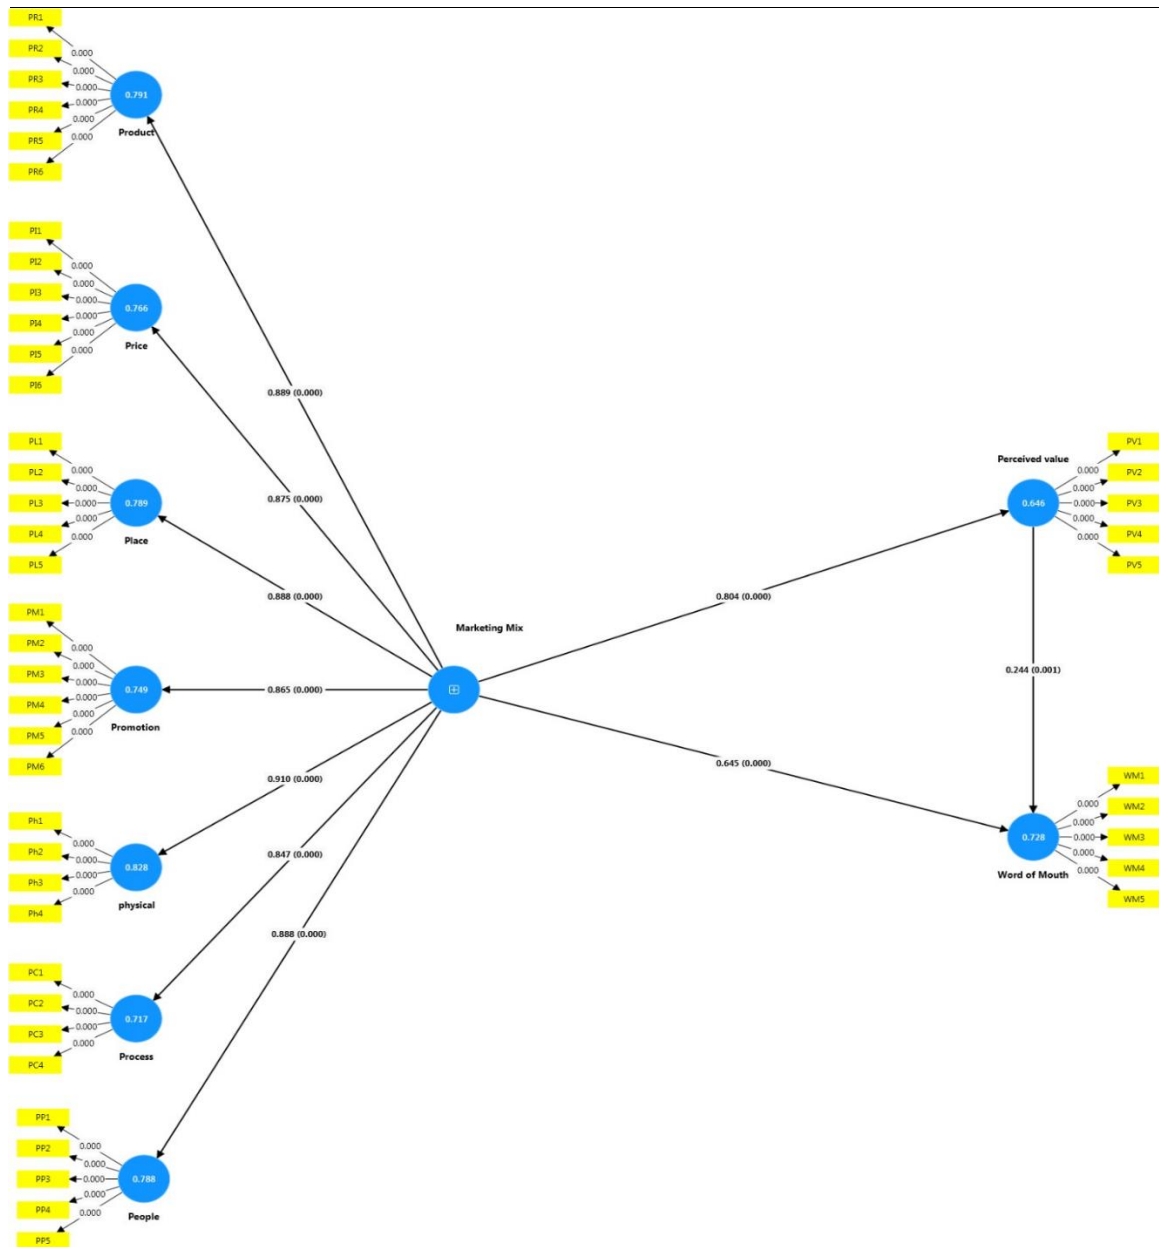 PR1
PR2
PR3
PR4
PR5
PR6
0.000
0.000
0.000
0.000
0.000
0.000
0.791
Product
PI1
PI2
PI3
PI4
PI5
PI6
0.000
0.000
0.000
0.000
0.000
0.000
0.766
Price
PL1
PL2
PL3
PL4
PL5
0.000
0.000
0.000
0.000
0.000
0.789
Place
PM1
PM2
PM3
PM4
PM5
PM6
0.000
0.000
0.000
0.000
0.000
0.000
0.749
Promotion
Ph1
Ph2
Ph3
Ph4
0.000
0.000
0.000
0.000
0.828
physical
PC1
PC2
PC3
PC4
0.000
0.000
0.000
0.000
0.717
Process
PP1
PP2
PP3
PP4
PP5
0.000
0.000
0.000
0.000
0.000
0.788
People
0.889 (0.000)
0.875 (0.000)
0.888 (0.000)
0.865 (0.000)
0.910 (0.000)
0.847 (0.000)
0.888 (0.000)
Marketing Mix
0.804 (0.000)
0.645 (0.000)
Perceived value
0.646
0.000
0.000
0.000
0.000
0.000
PV1
PV2
PV3
PV4
PV5
0.244 (0.001)
0.728
Word of Mouth
0.000
0.000
0.000
0.000
0.000
WM1
WM2
WM3
WM4
WM5